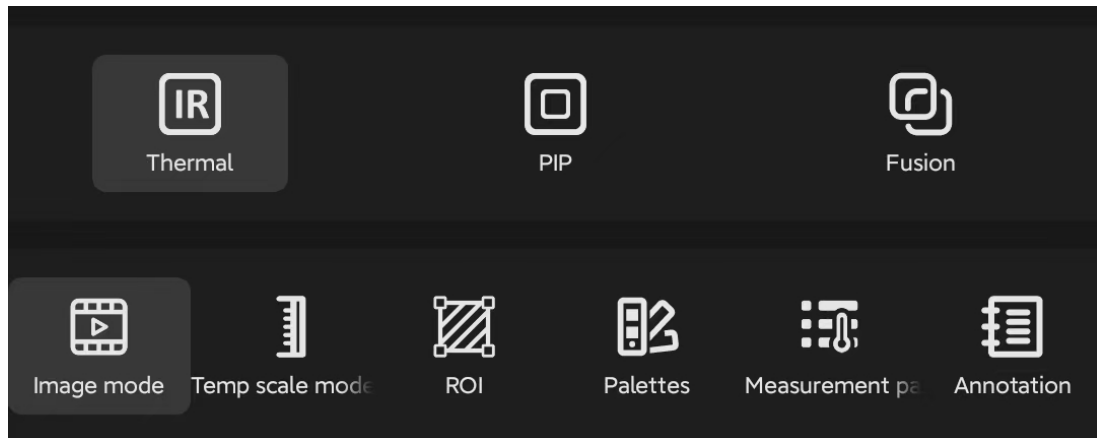 IR
Thermal PIP Fusion
Image mode Temp scale mode ROI Palettes Measurement pa Annotation